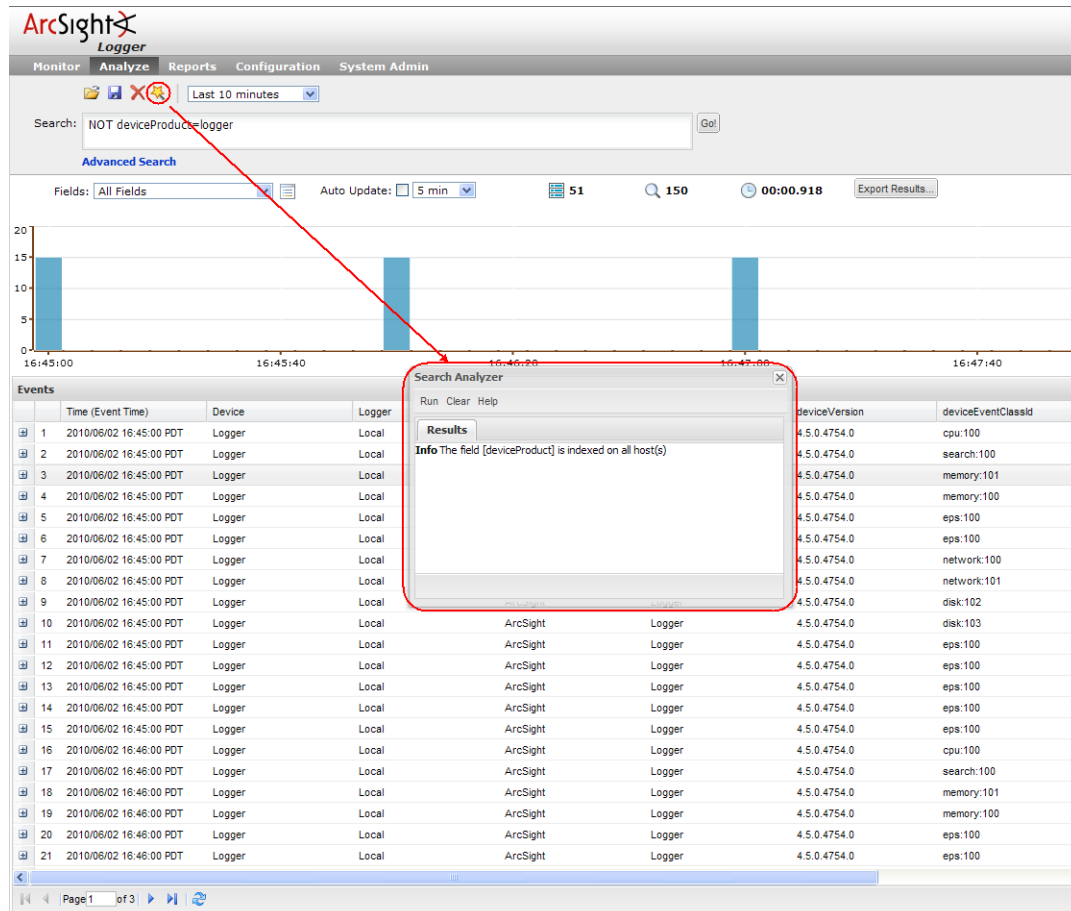 ArcSight
Logger
Monitor Analyze Reports Configuration System Admin
Last 10 minutes
Search: NOT deviceProduct=logger Go!
Advanced Search
Fields: All Fields Auto Update: 5 min 51 150 00:00.918 Export Results...
20
15
10
5
0
16:45:00 16:45:40 16:46:20 16:47:00 16:47:40
Events
Time (Event Time) Device Logger deviceVersion deviceEventClassId
Search Analyzer
Run Clear Help
Results
Info The field [deviceProduct] is indexed on all host(s)
1 2010/06/02 16:45:00 PDT Logger Local 4.5.0.4754.0 cpu:100
2 2010/06/02 16:45:00 PDT Logger Local 4.5.0.4754.0 search:100
3 2010/06/02 16:45:00 PDT Logger Local 4.5.0.4754.0 memory:101
4 2010/06/02 16:45:00 PDT Logger Local 4.5.0.4754.0 memory:100
5 2010/06/02 16:45:00 PDT Logger Local 4.5.0.4754.0 eps:100
6 2010/06/02 16:45:00 PDT Logger Local 4.5.0.4754.0 eps:100
7 2010/06/02 16:45:00 PDT Logger Local 4.5.0.4754.0 network:100
8 2010/06/02 16:45:00 PDT Logger Local 4.5.0.4754.0 network:101
9 2010/06/02 16:45:00 PDT Logger Local ArcSight Logger 4.5.0.4754.0 disk:102
10 2010/06/02 16:45:00 PDT Logger Local ArcSight Logger 4.5.0.4754.0 disk:103
11 2010/06/02 16:45:00 PDT Logger Local ArcSight Logger 4.5.0.4754.0 eps:100
12 2010/06/02 16:45:00 PDT Logger Local ArcSight Logger 4.5.0.4754.0 eps:100
13 2010/06/02 16:45:00 PDT Logger Local ArcSight Logger 4.5.0.4754.0 eps:100
14 2010/06/02 16:45:00 PDT Logger Local ArcSight Logger 4.5.0.4754.0 eps:100
15 2010/06/02 16:45:00 PDT Logger Local ArcSight Logger 4.5.0.4754.0 eps:100
16 2010/06/02 16:46:00 PDT Logger Local ArcSight Logger 4.5.0.4754.0 cpu:100
17 2010/06/02 16:46:00 PDT Logger Local ArcSight Logger 4.5.0.4754.0 search:100
18 2010/06/02 16:46:00 PDT Logger Local ArcSight Logger 4.5.0.4754.0 memory:101
19 2010/06/02 16:46:00 PDT Logger Local ArcSight Logger 4.5.0.4754.0 memory:100
20 2010/06/02 16:46:00 PDT Logger Local ArcSight Logger 4.5.0.4754.0 eps:100
21 2010/06/02 16:46:00 PDT Logger Local ArcSight Logger 4.5.0.4754.0 eps:100
Page 1 of 3